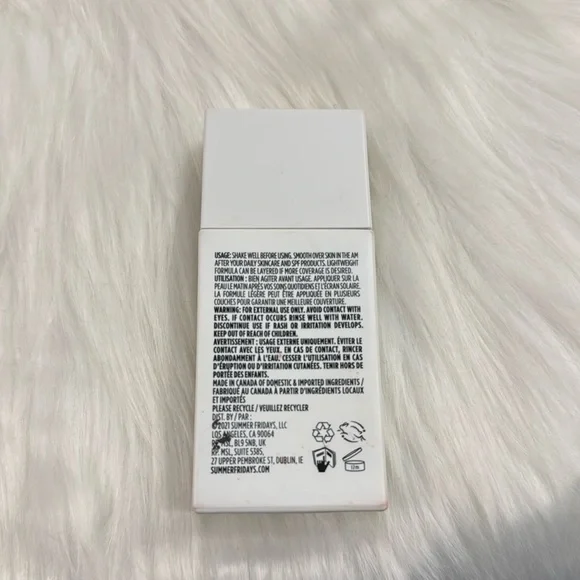 USAGE: SHAKE WELL BEFORE USING, SMOOTH OVER SKIN IN THE AM
AFTER YOUR DAILY SKINCARE AND SPF PRODUCTS. LIGHTWEIGHT
FORMULA CAN BE LAYERED IF MORE COVERAGE IS DESIRED.
UTILISATION : BIEN AGITER AVANT USAGE. APPLIQUER SUR LA
PEAU LE MATIN APRÈS VOS SOINS QUOTIDIENS ET L'ÉCRAN SOLAIRE.
LA FORMULE LÉGÈRE PEUT ÊTRE APPLIQUÉE EN PLUSIEURS
COUCHES POUR GARANTIR UNE MEILLEURE COUVERTURE.
WARNING: FOR EXTERNAL USE ONLY. AVOID CONTACT WITH
EYES. IF CONTACT OCCURS RINSE WELL WITH WATER.
DISCONTINUE USE IF RASH OR IRRITATION DEVELOPS.
KEEP OUT OF REACH OF CHILDREN.
AVERTISSEMENT : USAGE EXTERNE UNIQUEMENT. ÉVITER LE
CONTACT AVEC LES YEUX, EN CAS DE CONTACT, RINCER
ABONDAMMENT À L'EAU. CESSER L'UTILISATION EN CAS
D'ÉRUPTION OU D'IRRITATION CUTANÉES. TENIR HORS DE
PORTÉE DES ENFANTS.
MADE IN CANADA OF DOMESTIC & IMPORTED INGREDIENTS /
FABRIQUÉ AU CANADA À PARTIR D'INGRÉDIENTS LOCAUX
ET IMPORTÉS
PLEASE RECYCLE / VEUILLEZ RECYCLER
DIST. BY / PAR :
©2021 SUMMER FRIDAYS, LLC
LOS ANGELES, CA 90064
MSL, BL9 5NB, UK
RP. MSL, SUITE 5385,
27 UPPER PEMBROKE ST, DUBLIN, IE
SUMMERFRIDAYS.COM
12M